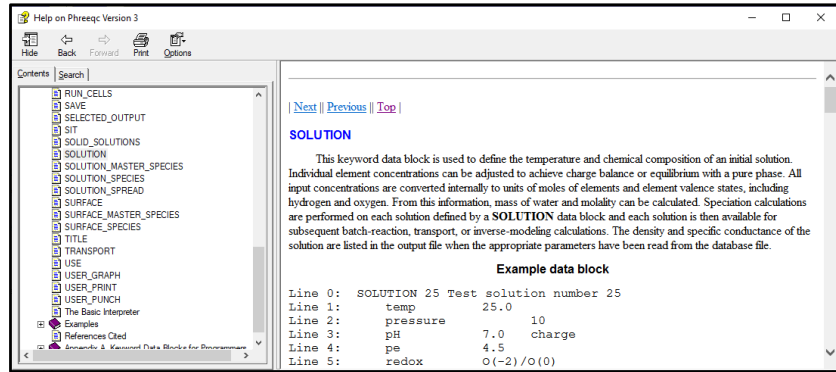 Help on Phreeqc Version 3
Hide Back Forward Print Options
Contents Search
RUN_CELLS
SAVE
SELECTED_OUTPUT
SIT
SOLID_SOLUTIONS
SOLUTION
SOLUTION_MASTER_SPECIES
SOLUTION_SPECIES
SOLUTION_SPREAD
SURFACE
SURFACE_MASTER_SPECIES
SURFACE_SPECIES
TITLE
TRANSPORT
USE
USER_GRAPH
USER_PRINT
USER_PUNCH
The Basic Interpreter
Examples
References Cited
Appendix A. Keyword Data Blocks for Programmers
| Next || Previous || Top |
SOLUTION
This keyword data block is used to define the temperature and chemical composition of an initial solution.
Individual element concentrations can be adjusted to achieve charge balance or equilibrium with a pure phase. All
input concentrations are converted internally to units of moles of elements and element valence states, including
hydrogen and oxygen. From this information, mass of water and molality can be calculated. Speciation calculations
are performed on each solution defined by a SOLUTION data block and each solution is then available for
subsequent batch-reaction, transport, or inverse-modeling calculations. The density and specific conductance of the
solution are listed in the output file when the appropriate parameters have been read from the database file.
Example data block
Line 0: SOLUTION 25 Test solution number 25
Line 1: temp 25.0
Line 2: pressure 10
Line 3: pH 7.0 charge
Line 4: pe 4.5
Line 5: redox O(-2)/O(0)